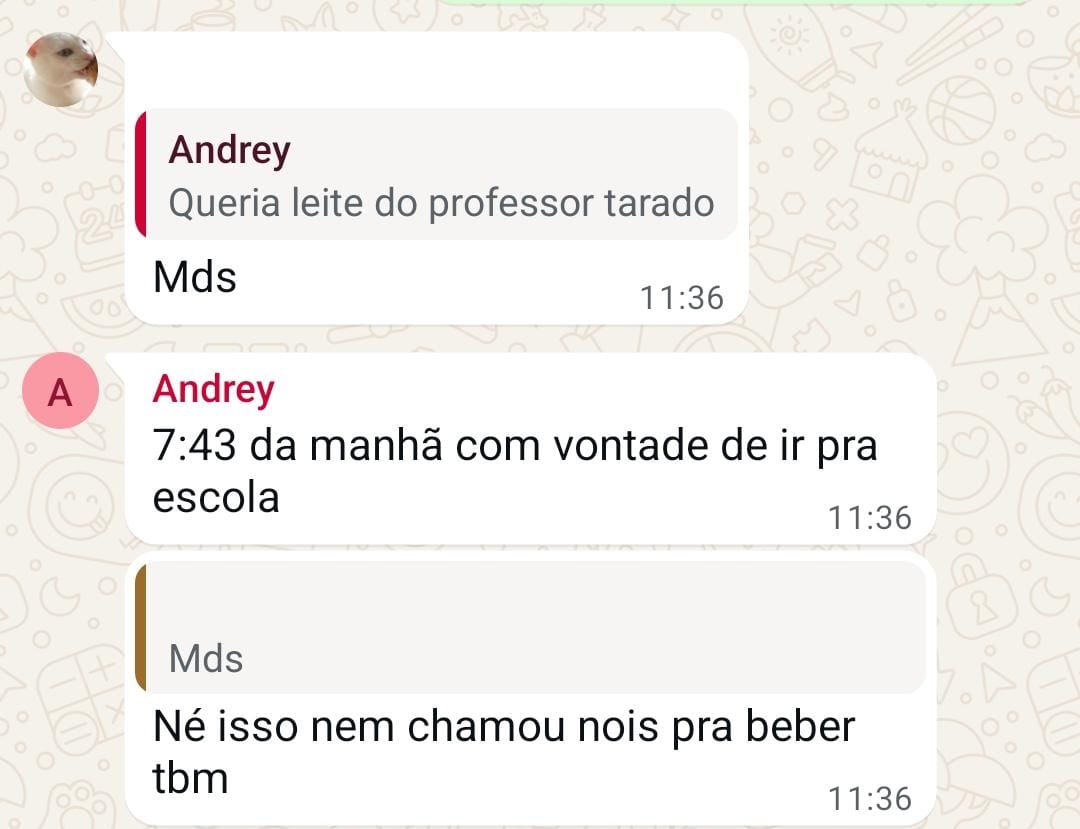 Andrey
Queria leite do professor tarado
Mds
11:36
A
Andrey
7:43 da manhã com vontade de ir pra
escola
11:36
Mds
Né isso nem chamou nois pra beber
tbm
11:36